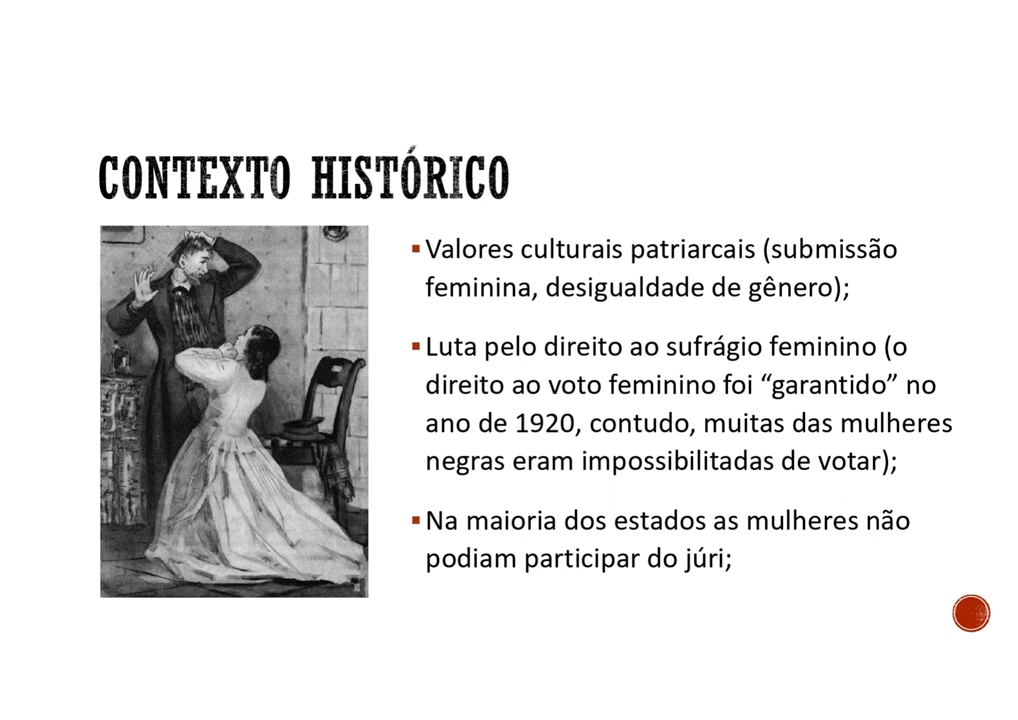 CONTEXTO HISTÓRICO
▪Valores culturais patriarcais (submissão
feminina, desigualdade de gênero);
▪Luta pelo direito ao sufrágio feminino (o
direito ao voto feminino foi “garantido” no
ano de 1920, contudo, muitas das mulheres
negras eram impossibilitadas de votar);
▪Na maioria dos estados as mulheres não
podiam participar do júri;